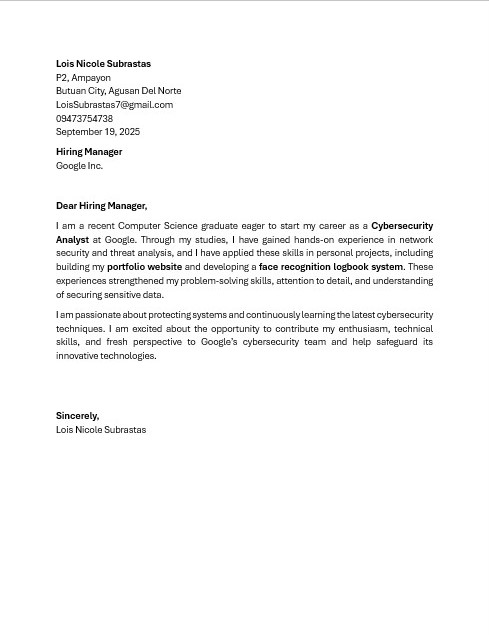 Lois Nicole Subrastas
P2, Ampayon
Butuan City, Agusan Del Norte
LoisSubrastas7@gmail.com
09473754738
September 19, 2025
Hiring Manager
Google Inc.
Dear Hiring Manager,
I am a recent Computer Science graduate eager to start my career as a Cybersecurity
Analyst at Google. Through my studies, I have gained hands-on experience in network
security and threat analysis, and I have applied these skills in personal projects, including
building my portfolio website and developing a face recognition logbook system. These
experiences strengthened my problem-solving skills, attention to detail, and understanding
of securing sensitive data.
I am passionate about protecting systems and continuously learning the latest cybersecurity
techniques. I am excited about the opportunity to contribute my enthusiasm, technical
skills, and fresh perspective to Google's cybersecurity team and help safeguard its
innovative technologies.
Sincerely,
Lois Nicole Subrastas